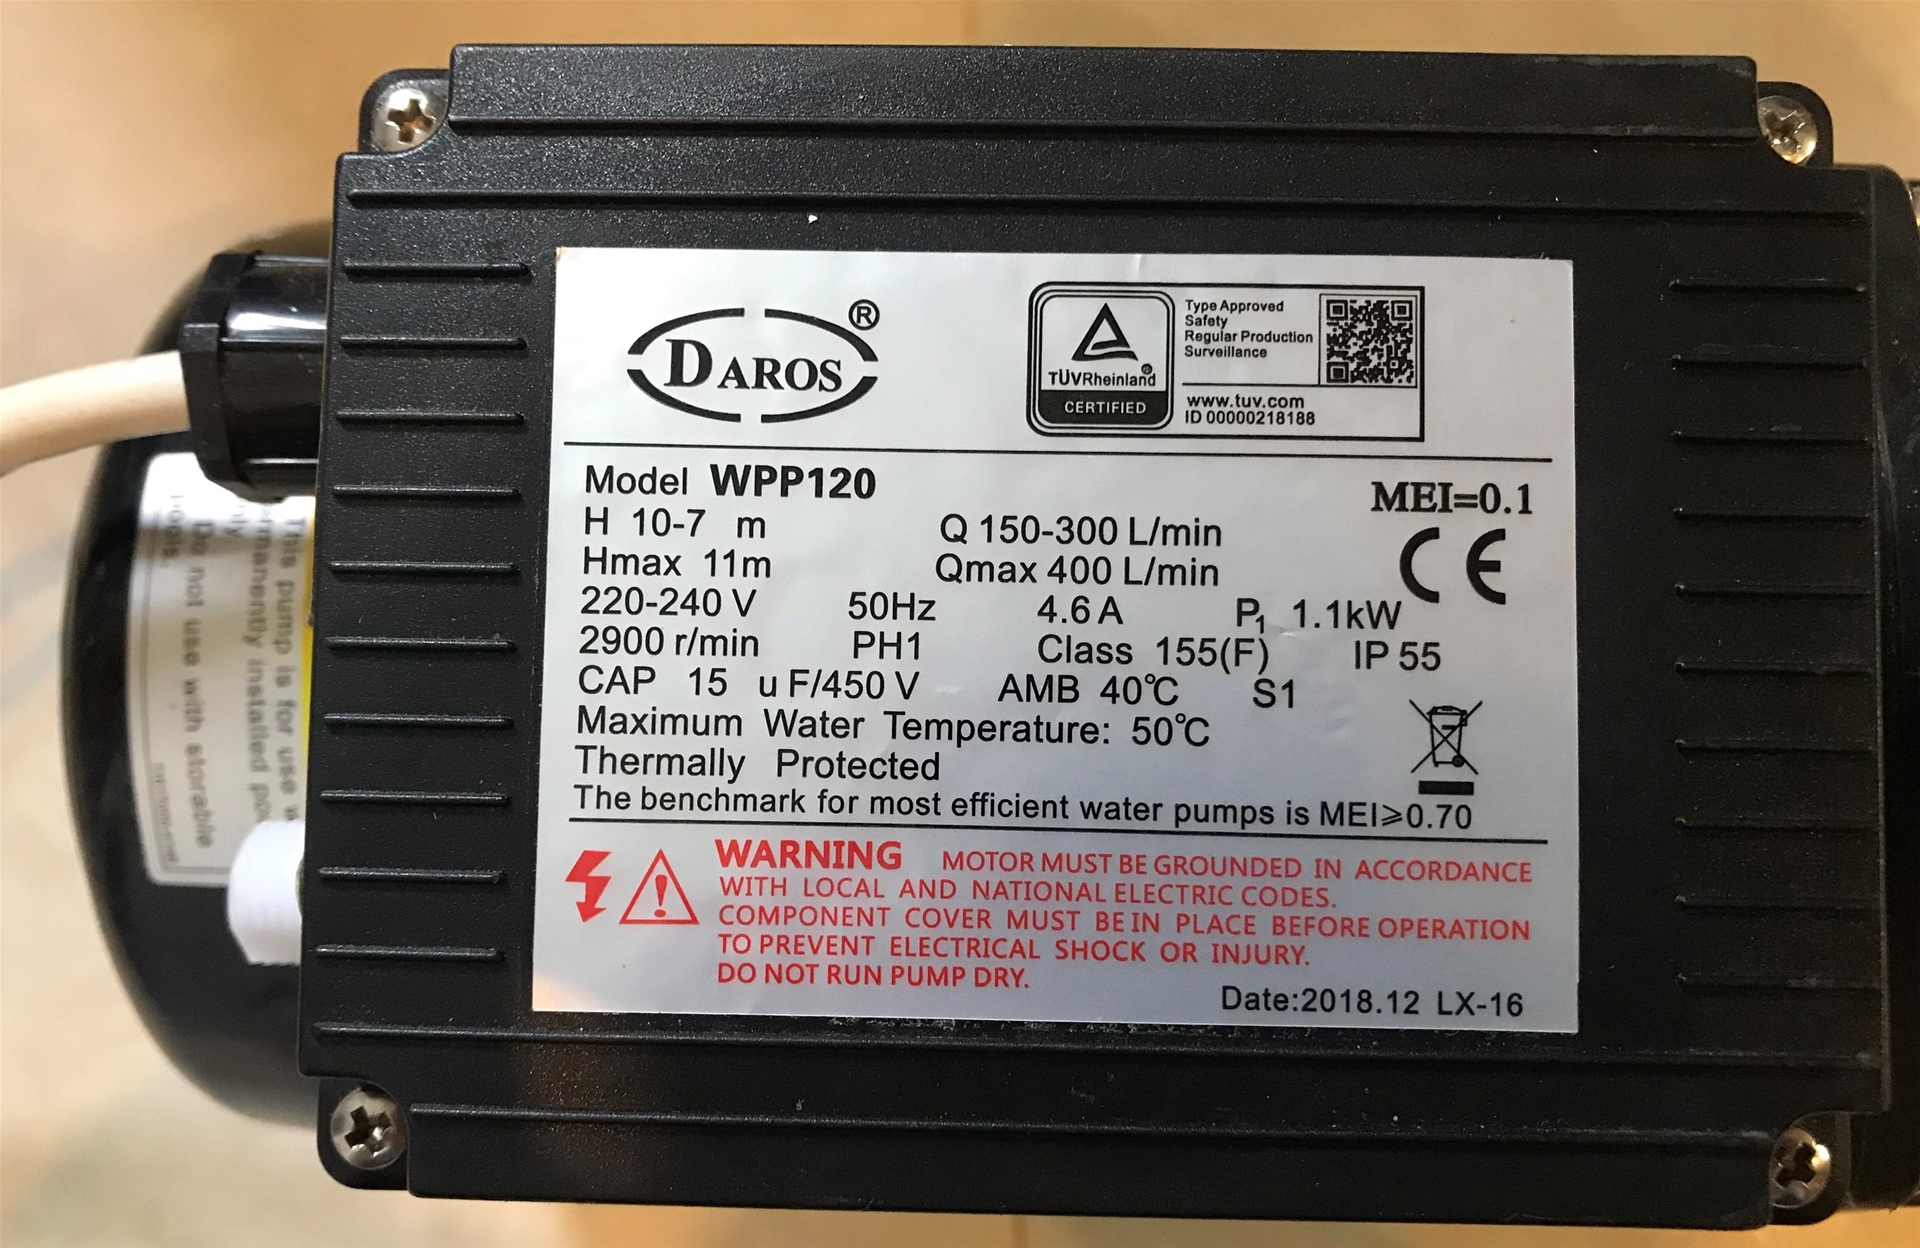 DAROS®
TÜVRheinland®
CERTIFIED
Type Approved
Safety
Regular Production
Surveillance
www.tuv.com
ID 00000218188
Model WPP120
MEI=0.1
H 10-7 m Q 150-300 L/min
Hmax 11m Qmax 400 L/min
CE
220-240 V 50Hz 4.6 A P₁ 1.1kW
2900 r/min PH1 Class 155(F) IP 55
CAP 15 uF/450 V AMB 40℃ S1
Maximum Water Temperature: 50℃
Thermally Protected
The benchmark for most efficient water pumps is MEI⩾0.70
WARNING MOTOR MUST BE GROUNDED IN ACCORDANCE
WITH LOCAL AND NATIONAL ELECTRIC CODES.
COMPONENT COVER MUST BE IN PLACE BEFORE OPERATION
TO PREVENT ELECTRICAL SHOCK OR INJURY.
DO NOT RUN PUMP DRY.
Date:2018.12 LX-16
This pump is for use
installed
Do not use with storable